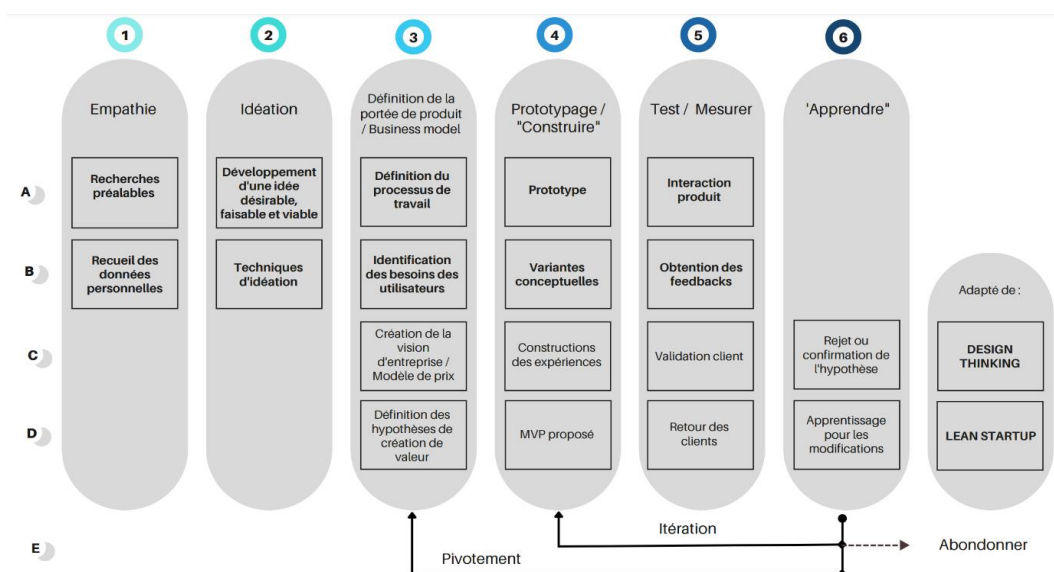 1
2
3
4
5
6
Empathie
Idéation
Définition de la
portée de produit
/ Business model
Prototypage /
"Construire"
Test / Mesurer
'Apprendre"
A
Recherches
préalables
Développement
d'une idée
désirable,
faisable et viable
Définition du
processus de
travail
Prototype
Interaction
produit
B
Recueil des
données
personnelles
Techniques
d'idéation
Identification
des besoins des
utilisateurs
Variantes
conceptuelles
Obtention des
feedbacks
Adapté de :
C
Création de la
vision
d'entreprise /
Modèle de prix
Constructions
des expériences
Validation client
Rejet ou
confirmation de
l'hypothèse
DESIGN
THINKING
D
Définition des
hypothèses de
création de
valeur
MVP proposé
Retour des
clients
Apprentissage
pour les
modifications
LEAN STARTUP
E
Itération
Abondonner
Pivotement